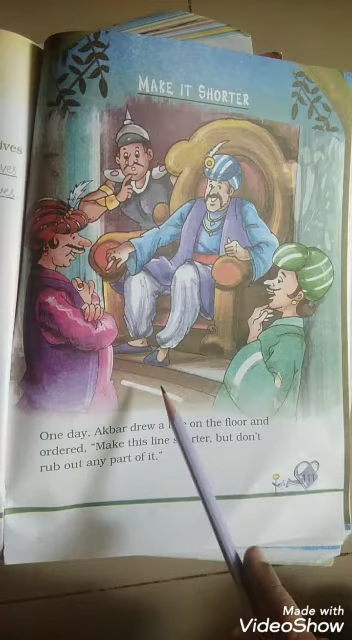 MAKE IT SHORTER
One day, Akbar drew a on the floor and
ordered, "Make this line shorter, but don't
rub out any part of it."
Made with
VideoShow